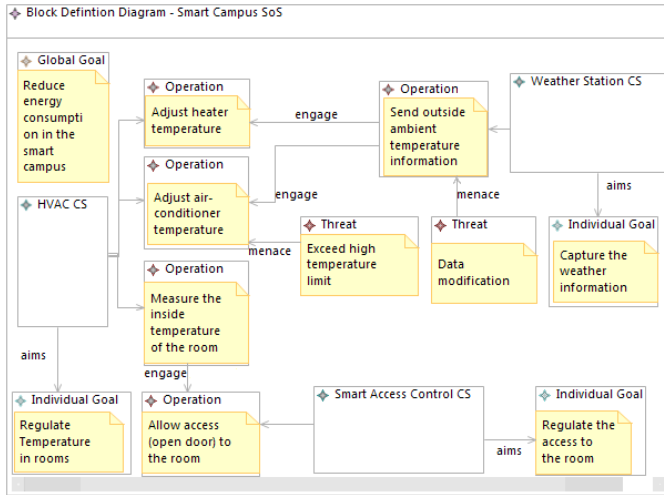 Block Defintion Diagram - Smart Campus SoS
Global Goal
Reduce
energy
consumpti
on in the
smart
campus
Operation
Adjust heater
temperature
engage
Operation
Send outside
ambient
temperature
information
Weather Station CS
Operation
Adjust air-
conditioner
temperature
engage
menace
aims
HVAC CS
Threat
Exceed high
temperature
limit
menace
Threat
Data
modification
Individual Goal
Capture the
weather
information
Operation
Measure the
inside
temperature
of the room
aims
engage
Individual Goal
Regulate
Temperature
in rooms
Operation
Allow access
(open door) to
the room
Smart Access Control CS
aims
Individual Goal
Regulate the
access to
the room